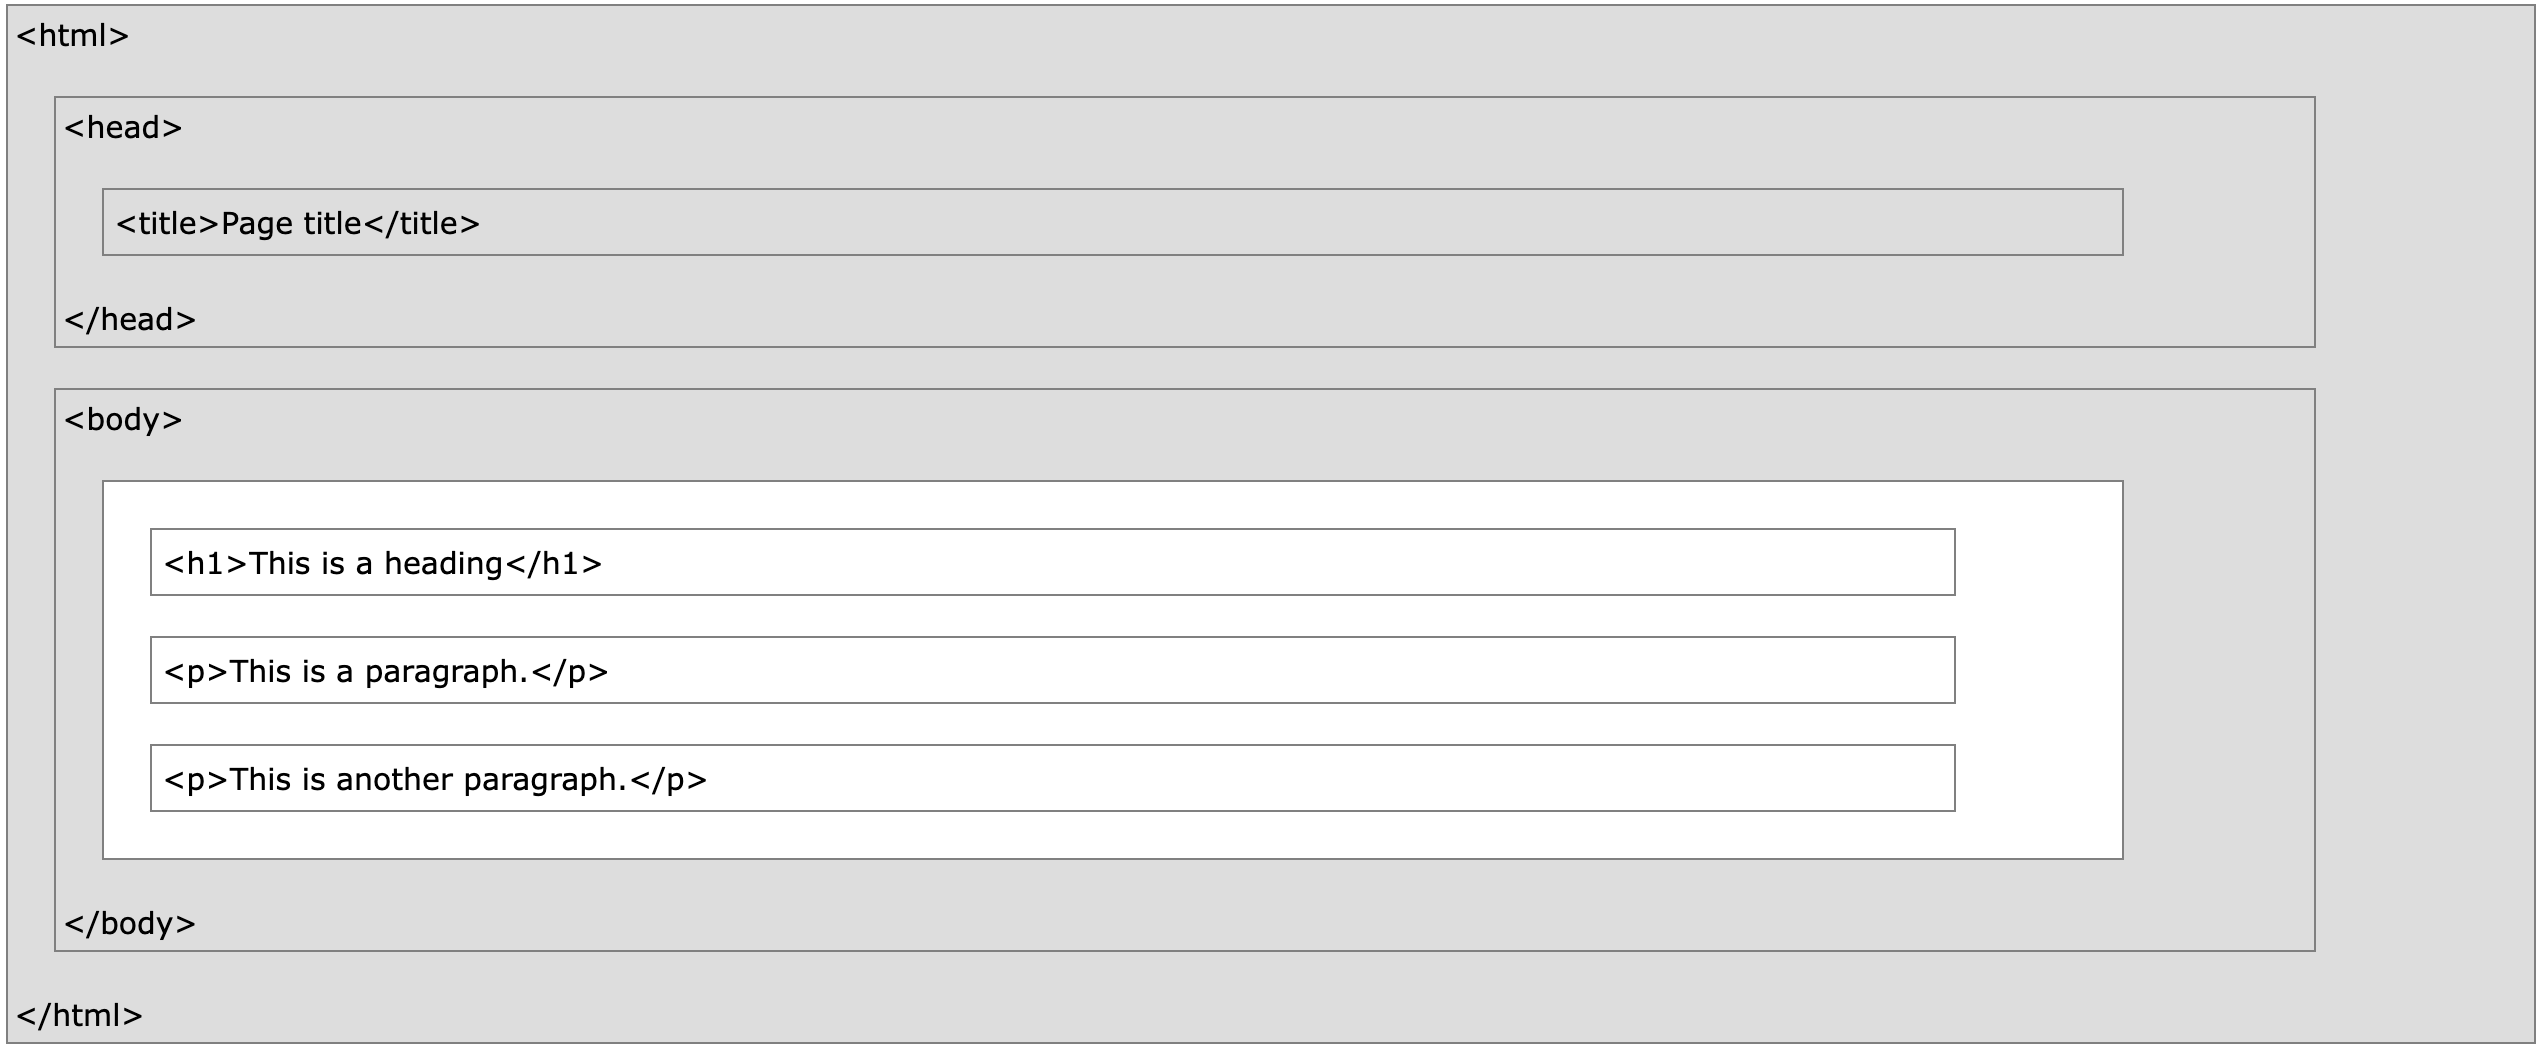 <html>
<head>
<title>Page title</title>
</head>
<body>
<h1>This is a heading</h1>
<p>This is a paragraph.</p>
<p>This is another paragraph.</p>
</body>
</html>